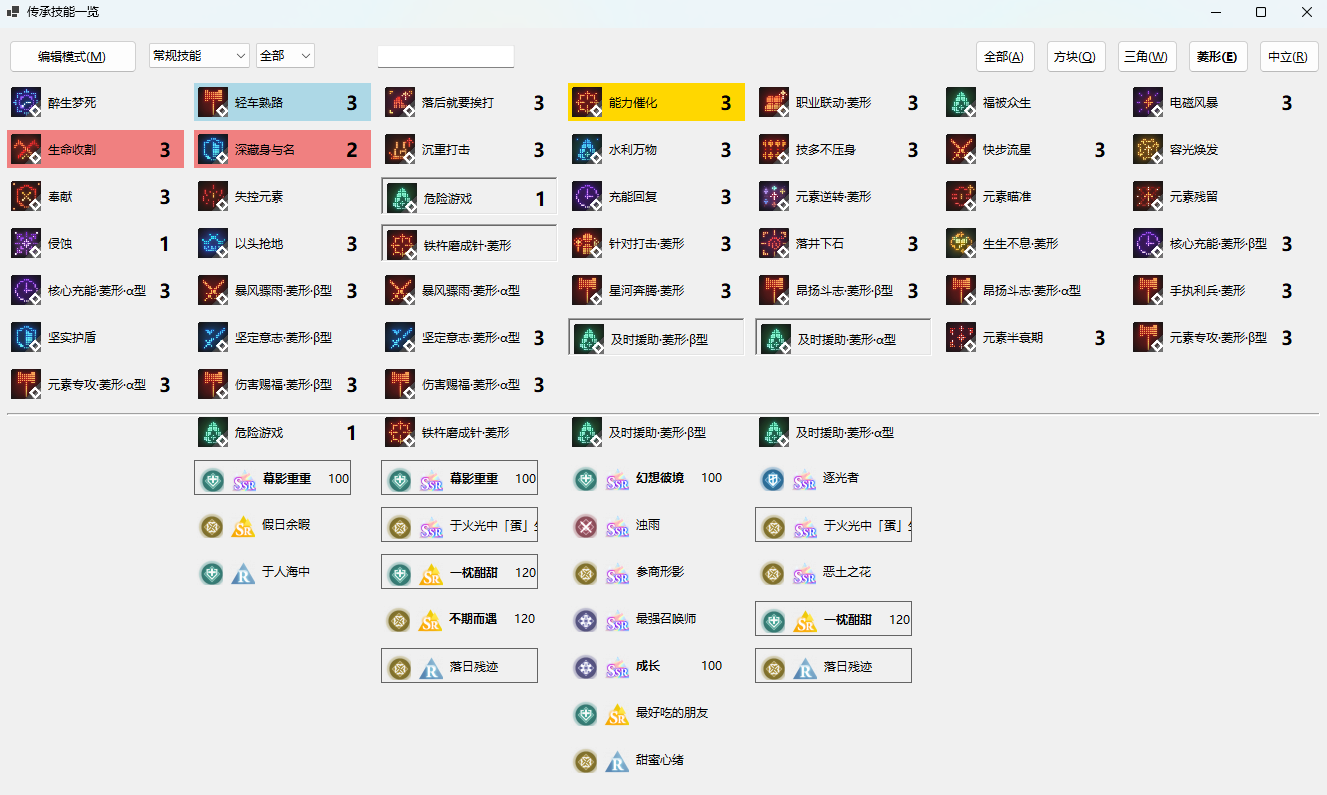 传承技能一览
编辑模式(M) 常规技能 全部 全部(A) 方块(Q) 三角(W) 菱形(E) 中立(R)
醉生梦死 轻车熟路 3 落后就要挨打 3 能力催化 3 职业联动·菱形 3 福被众生 电磁风暴 3
生命收割 3 深藏身与名 2 沉重打击 3 水利万物 3 技多不压身 3 快步流星 3 容光焕发
奉献 3 失控元素 危险游戏 1 充能回复 3 元素逆转·菱形 元素瞄准 元素残留
侵蚀 1 以头抢地 3 铁杵磨成针·菱形 针对打击·菱形 3 落井下石 3 生生不息·菱形 核心充能·菱形·β型 3
核心充能·菱形·α型 3 暴风骤雨·菱形·β型 3 暴风骤雨·菱形·α型 星河奔腾·菱形 3 昂扬斗志·菱形·β型 3 昂扬斗志·菱形·α型 手执利兵·菱形 3
坚实护盾 坚定意志·菱形·β型 坚定意志·菱形·α型 3 及时援助·菱形·β型 及时援助·菱形·α型 元素半衰期 3 元素专攻·菱形·β型 3
元素专攻·菱形·α型 3 伤害赐福·菱形·β型 3 伤害赐福·菱形·α型 3
危险游戏 1 铁杵磨成针·菱形 及时援助·菱形·β型 及时援助·菱形·α型
SSR 幕影重重 100 SSR 幕影重重 100 SSR 幻想彼境 100 SSR 逐光者
SR 假日余暇 SSR 于火光中「蛋」 SSR 浊雨 SSR 于火光中「蛋」
R 于人海中 SR 一枕酣甜 120 SSR 参商形影 SSR 恶土之花
SR 不期而遇 120 SSR 最强召唤师 SR 一枕酣甜 120
R 落日残迹 SSR 成长 100 R 落日残迹
SR 最好吃的朋友
R 甜蜜心绪